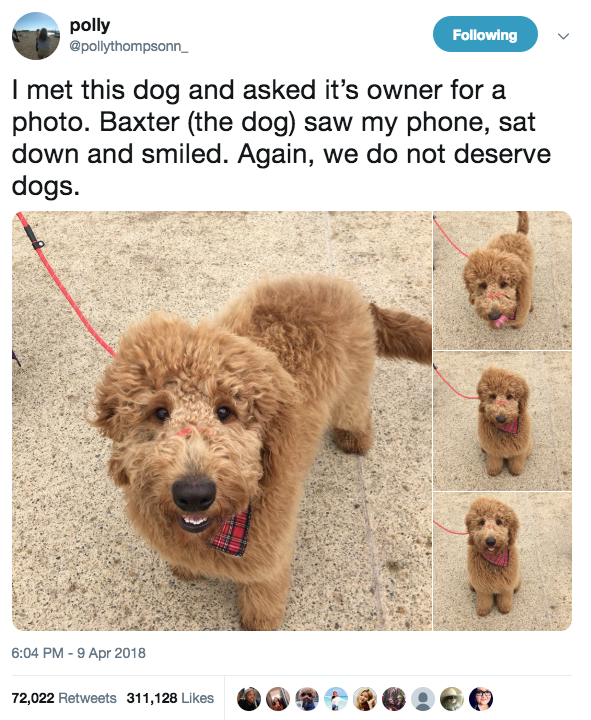 polly
@pollythompsonn_
Following
I met this dog and asked it’s owner for a
photo. Baxter (the dog) saw my phone, sat
down and smiled. Again, we do not deserve
dogs.
6:04 PM - 9 Apr 2018
72,022 Retweets 311,128 Likes